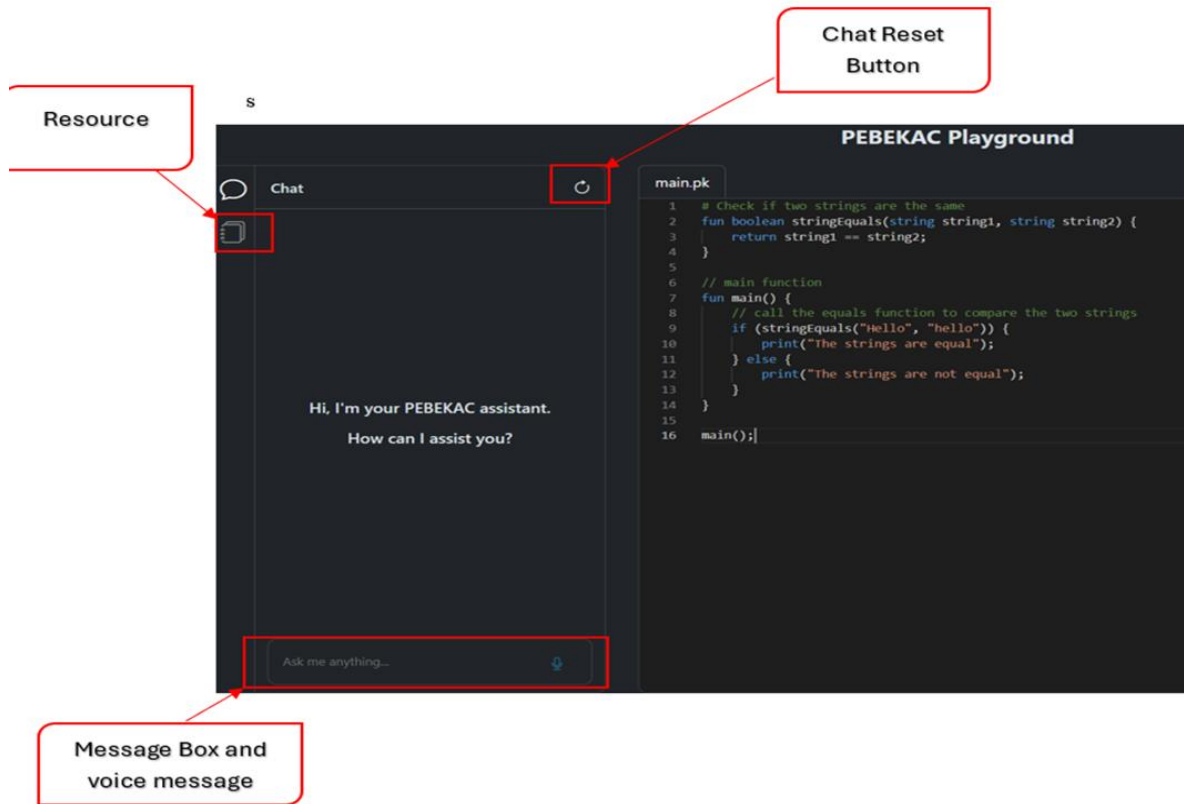 Chat Reset
Button
Resource
s
PEBEKAC Playground
Chat
main.pk
1 # Check if two strings are the same
2 fun boolean stringEquals(string string1, string string2) {
3 return string1 == string2;
4 }
5
6 // main function
7 fun main() {
8 // call the equals function to compare the two strings
9 if (stringEquals("Hello", "hello")) {
10 print("The strings are equal");
11 } else {
12 print("The strings are not equal");
13 }
14 }
15
16 main();
Hi, I'm your PEBEKAC assistant.
How can I assist you?
Ask me anything...
Message Box and
voice message